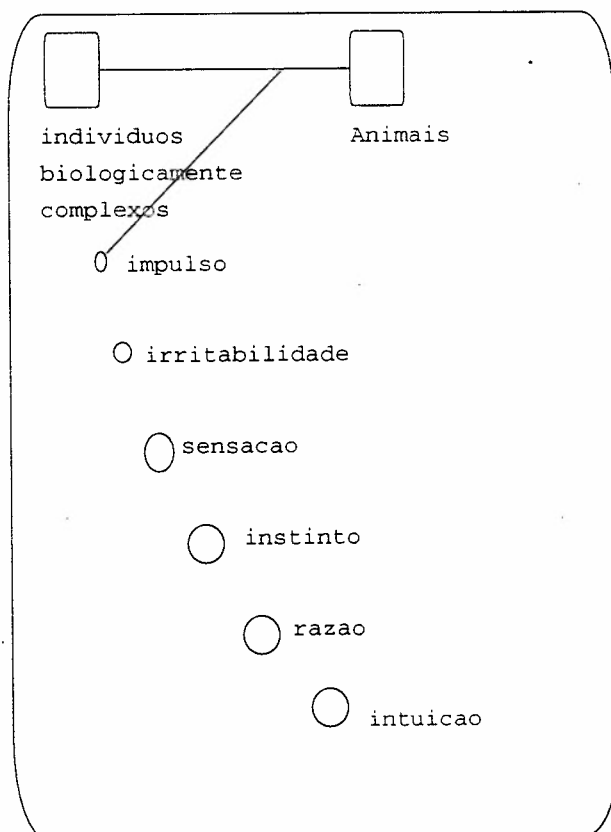 individuos
biologicamente
complexos
Animais
impulso
irritabilidade
sensacao
instinto
razao
intuicao